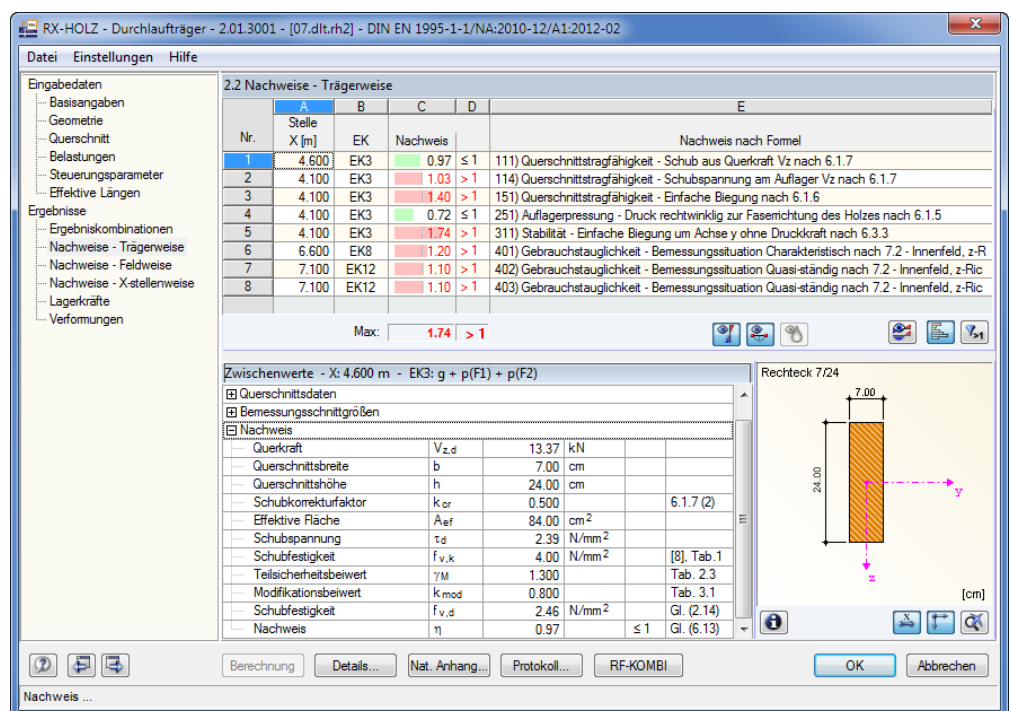 RX-HOLZ - Durchlaufträger - 2.01.3001 - [07.dlt.rh2] - DIN EN 1995-1-1/NA:2010-12/A1:2012-02
Datei Einstellungen Hilfe
Eingabedaten
Basisangaben
Geometrie
Querschnitt
Belastungen
Steuerungsparameter
Effektive Längen
Ergebnisse
Ergebniskombinationen
Nachweise - Trägerweise
Nachweise - Feldweise
Nachweise - X-stellenweise
Lagerkräfte
Verformungen
2.2 Nachweise - Trägerweise
A B C D E
Stelle
Nr. X [m] EK Nachweis Nachweis nach Formel
1 4.600 EK3 0.97 ≤ 1 111) Querschnittstragfähigkeit - Schub aus Querkraft Vz nach 6.1.7
2 4.100 EK3 1.03 > 1 114) Querschnittstragfähigkeit - Schubspannung am Auflager Vz nach 6.1.7
3 4.100 EK3 1.40 > 1 151) Querschnittstragfähigkeit - Einfache Biegung nach 6.1.6
4 4.100 EK3 0.72 ≤ 1 251) Auflagerpressung - Druck rechtwinklig zur Faserrichtung des Holzes nach 6.1.5
5 4.100 EK3 1.74 > 1 311) Stabilität - Einfache Biegung um Achse y ohne Druckkraft nach 6.3.3
6 6.600 EK8 1.20 > 1 401) Gebrauchstauglichkeit - Bemessungssituation Charakteristisch nach 7.2 - Innenfeld, z-R
7 7.100 EK12 1.10 > 1 402) Gebrauchstauglichkeit - Bemessungssituation Quasi-ständig nach 7.2 - Innenfeld, z-Ric
8 7.100 EK12 1.10 > 1 403) Gebrauchstauglichkeit - Bemessungssituation Quasi-ständig nach 7.2 - Innenfeld, z-Ric
Max: 1.74 > 1
>1
Zwischenwerte - X: 4.600 m - EK3: g + p(F1) + p(F2)
Querschnittsdaten
Bemessungsschnittgrößen
Nachweis
Querkraft Vz,d 13.37 kN
Querschnittsbreite b 7.00 cm
Querschnittshöhe h 24.00 cm
Schubkorrekturfaktor kcr 0.500 6.1.7 (2)
Effektive Fläche Aef 84.00 cm2
Schubspannung τd 2.39 N/mm2
Schubfestigkeit fv,k 4.00 N/mm2 [8], Tab.1
Teilsicherheitsbeiwert γM 1.300 Tab. 2.3
Modifikationsbeiwert kmod 0.800 Tab. 3.1
Schubfestigkeit fv,d 2.46 N/mm2 Gl. (2.14)
Nachweis η 0.97 ≤ 1 Gl. (6.13)
Rechteck 7/24
7.00
24.00
y
z
[cm]
Berechnung Details... Nat. Anhang... Protokoll... RF-KOMBI OK Abbrechen
Nachweis ...